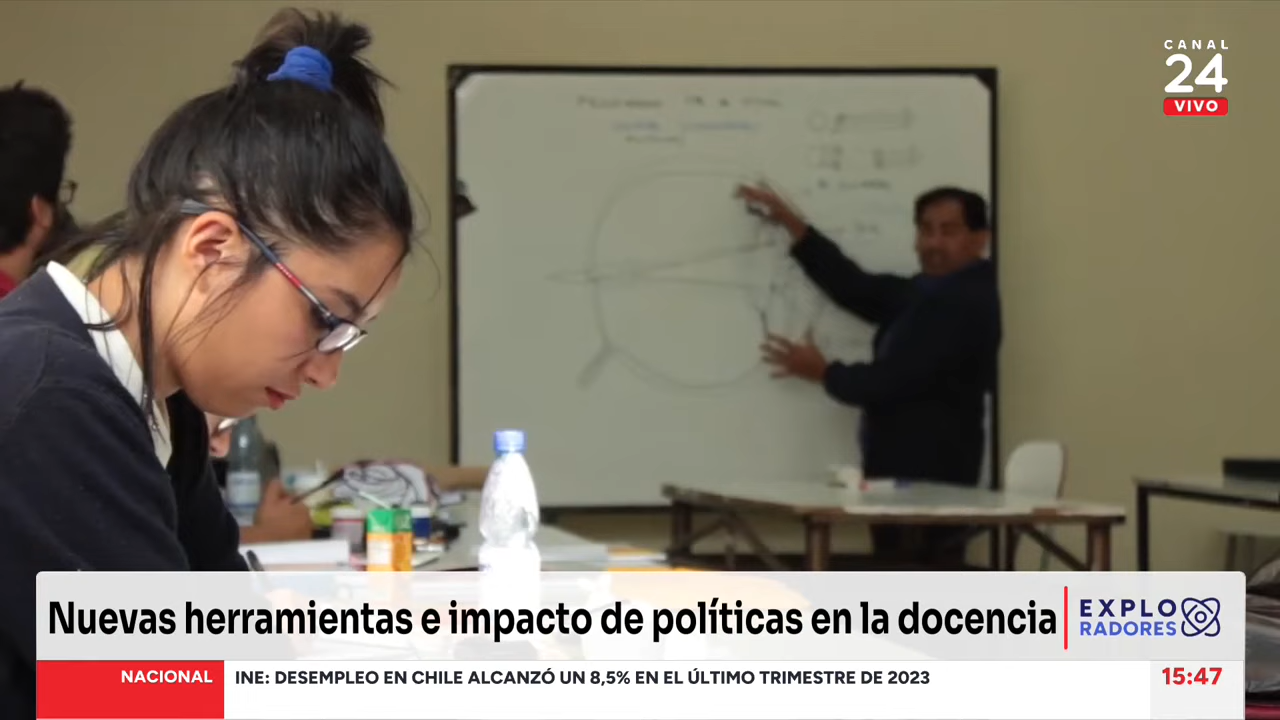 CANAL
24
VIVO
Nuevas herramientas e impacto de políticas en la docencia
EXPLO
RADORES
NACIONAL
INE: DESEMPLEO EN CHILE ALCANZÓ UN 8,5% EN EL ÚLTIMO TRIMESTRE DE 2023
15:47